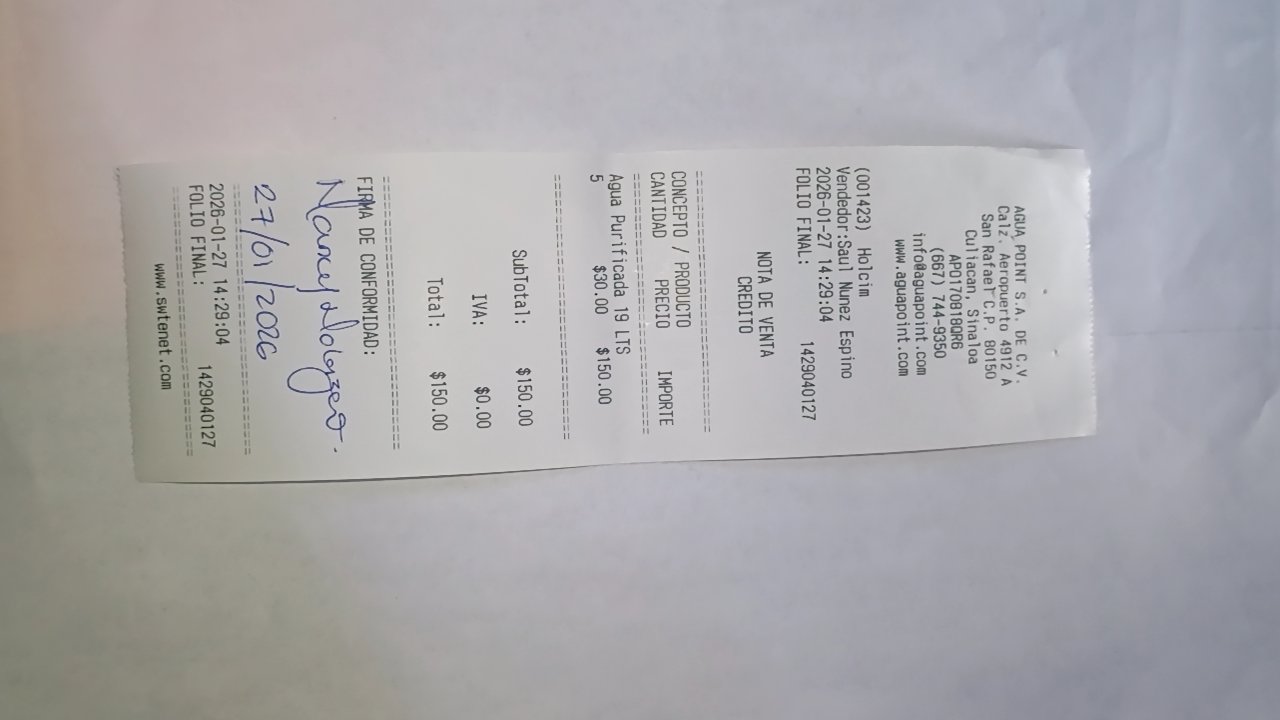 AGUA POINT S.A. DE C.V.
Calz. Aeropuerto 4912 A
San Rafael C.P. 80150
Culiacan, Sinaloa
APO170818QR6
(667) 744-9350
info@aguapoint.com
www.aguapoint.com
(001423) Holcim
Vendedor:Saul Nunez Espino
2026-01-27 14:29:04
FOLIO FINAL: 1429040127
NOTA DE VENTA
CREDITO
CONCEPTO / PRODUCTO
CANTIDAD PRECIO IMPORTE
Agua Purificada 19 LTS
5 $30.00 $150.00
SubTotal: $150.00
IVA: $0.00
Total: $150.00
FIRMA DE CONFORMIDAD:
Nancy
27/01/2026
2026-01-27 14:29:04
FOLIO FINAL: 1429040127
www.swtenet.com